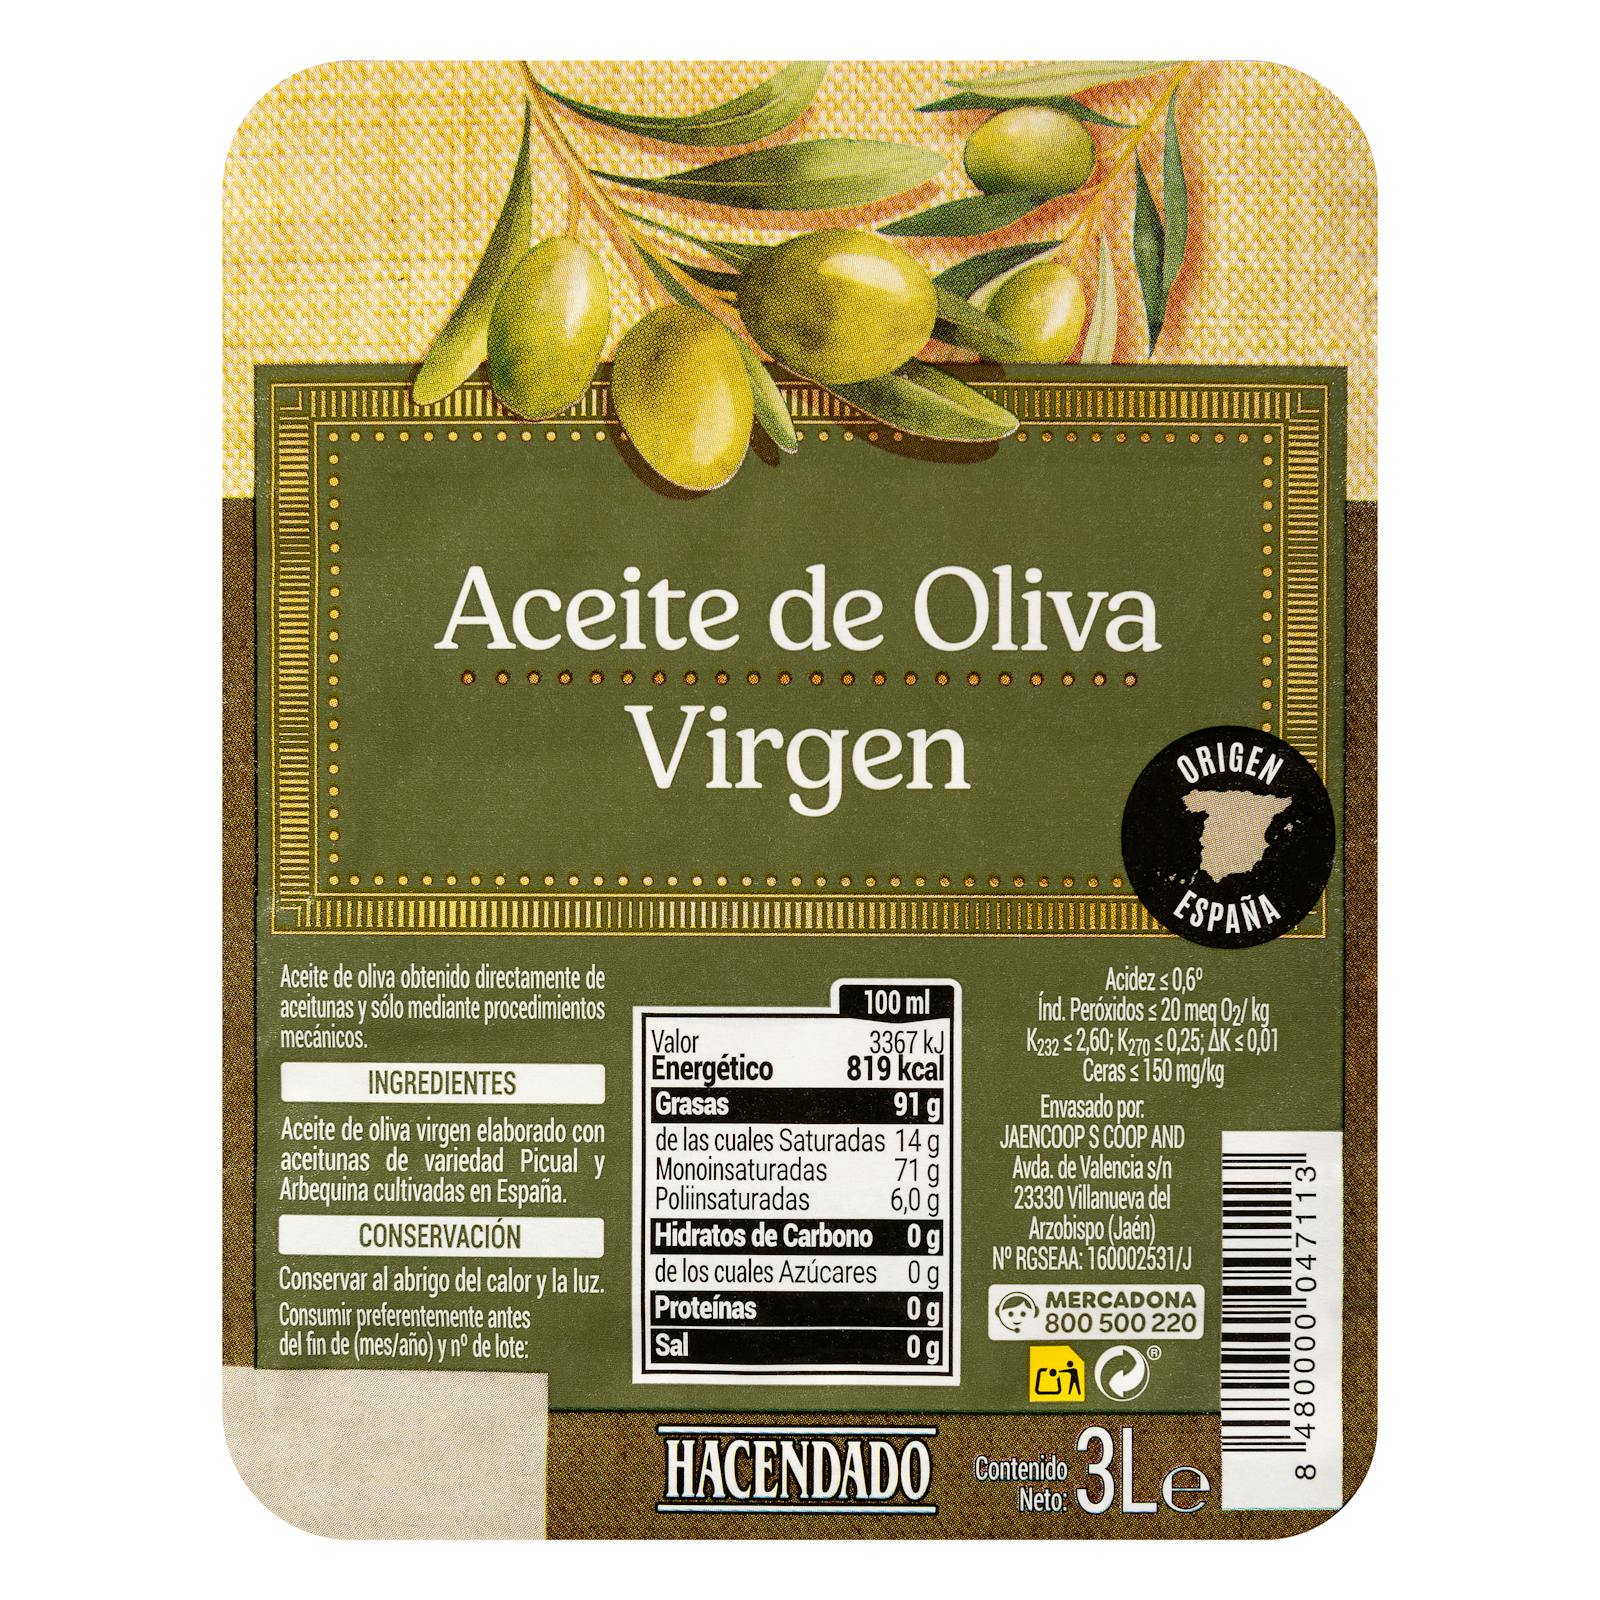 Aceite de Oliva
Virgen
ORIGEN
ESPAÑA
Aceite de oliva obtenido directamente de
aceitunas y sólo mediante procedimientos
mecánicos.
INGREDIENTES
Aceite de oliva virgen elaborado con
aceitunas de variedad Picual y
Arbequina cultivadas en España.
CONSERVACIÓN
Conservar al abrigo del calor y la luz.
Consumir preferentemente antes
del fin de (mes/año) y nº de lote:
100 ml
Valor 3367 kJ
Energético 819 kcal
Grasas 91 g
de las cuales Saturadas 14 g
Monoinsaturadas 71 g
Poliinsaturadas 6,0 g
Hidratos de Carbono 0 g
de los cuales Azúcares 0 g
Proteínas 0 g
Sal 0 g
Acidez ≤ 0,6º
Índ. Peróxidos ≤ 20 meq O2/ kg
K232 ≤ 2,60; K270 ≤ 0,25; ΔK ≤ 0,01
Ceras ≤ 150 mg/kg
Envasado por:
JAENCOOP S COOP AND
Avda. de Valencia s/n
23330 Villanueva del
Arzobispo (Jaén)
Nº RGSEAA: 160002531/J
MERCADONA
800 500 220
®
8 480000 047113
HACENDADO
Contenido
Neto: 3L e